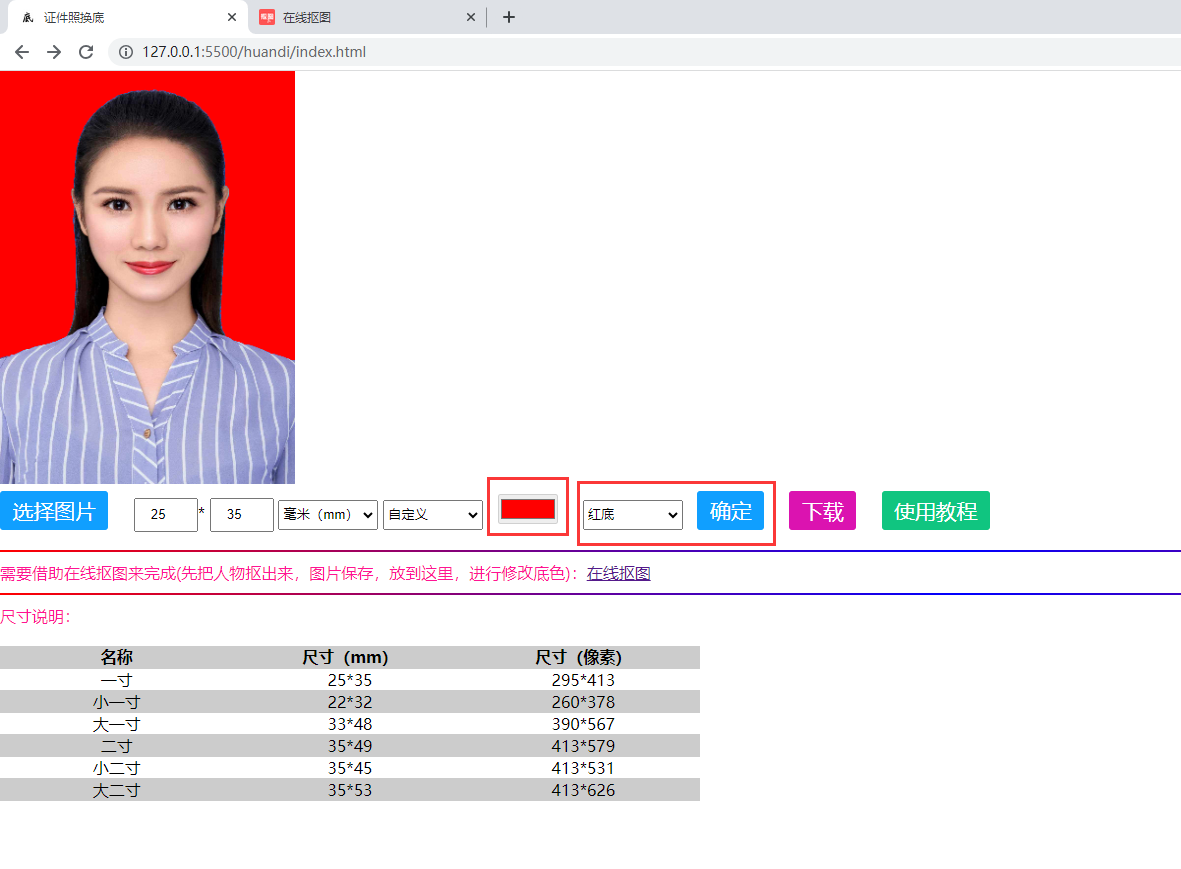 证件照换底
在线抠图
127.0.0.1:5500/huandi/index.html
选择图片 25 * 35 毫米（mm） 自定义 红底 确定 下载 使用教程
需要借助在线抠图来完成(先把人物抠出来，图片保存，放到这里，进行修改底色)：在线抠图
尺寸说明：
名称 尺寸（mm） 尺寸（像素）
一寸 25*35 295*413
小一寸 22*32 260*378
大一寸 33*48 390*567
二寸 35*49 413*579
小二寸 35*45 413*531
大二寸 35*53 413*626